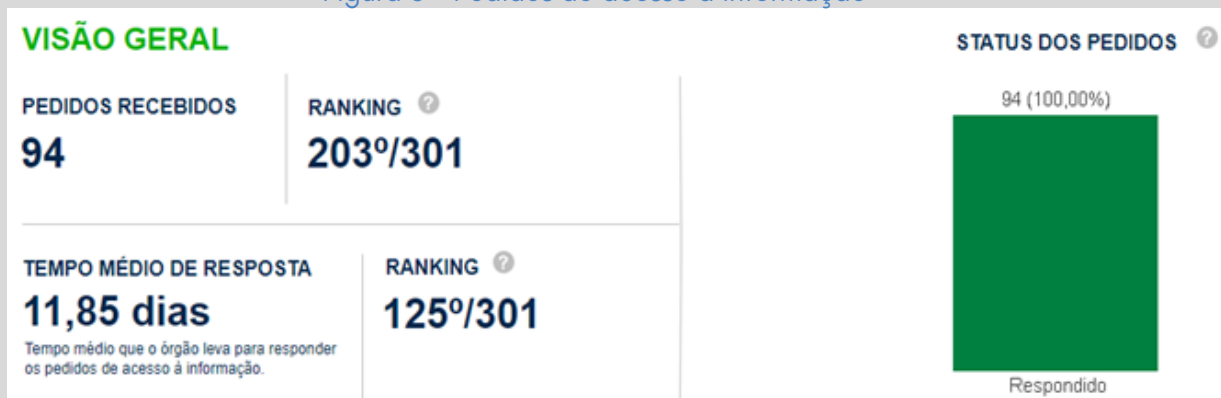 VISÃO GERAL
STATUS DOS PEDIDOS ?
PEDIDOS RECEBIDOS
94
RANKING ?
203º/301
94 (100,00%)
TEMPO MÉDIO DE RESPOSTA
11,85 dias
Tempo médio que o órgão leva para responder
os pedidos de acesso à informação.
RANKING ?
125º/301
Respondido